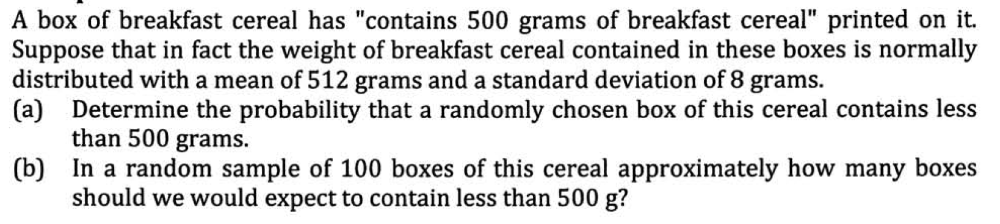 A box of breakfast cereal has "contains 500 grams of breakfast cereal" printed on it.
Suppose that in fact the weight of breakfast cereal contained in these boxes is normally
distributed with a mean of 512 grams and a standard deviation of 8 grams.
(a) Determine the probability that a randomly chosen box of this cereal contains less
than 500 grams.
(b) In a random sample of 100 boxes of this cereal approximately how many boxes
should we would expect to contain less than 500 g?